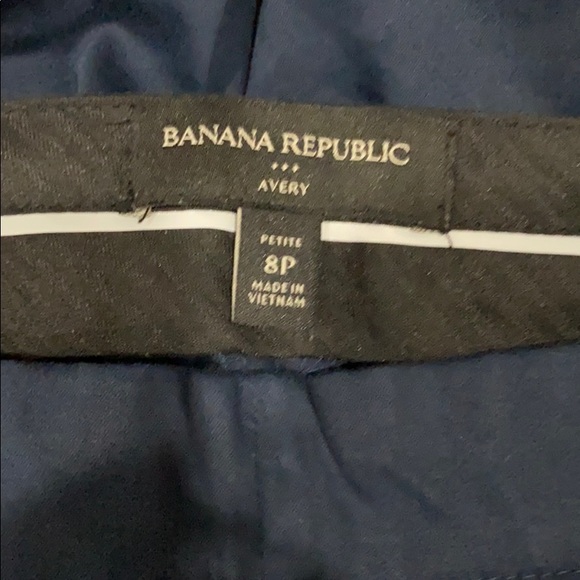 BANANA REPUBLIC
AVERY
PETITE
8P
MADE IN
VIETNAM